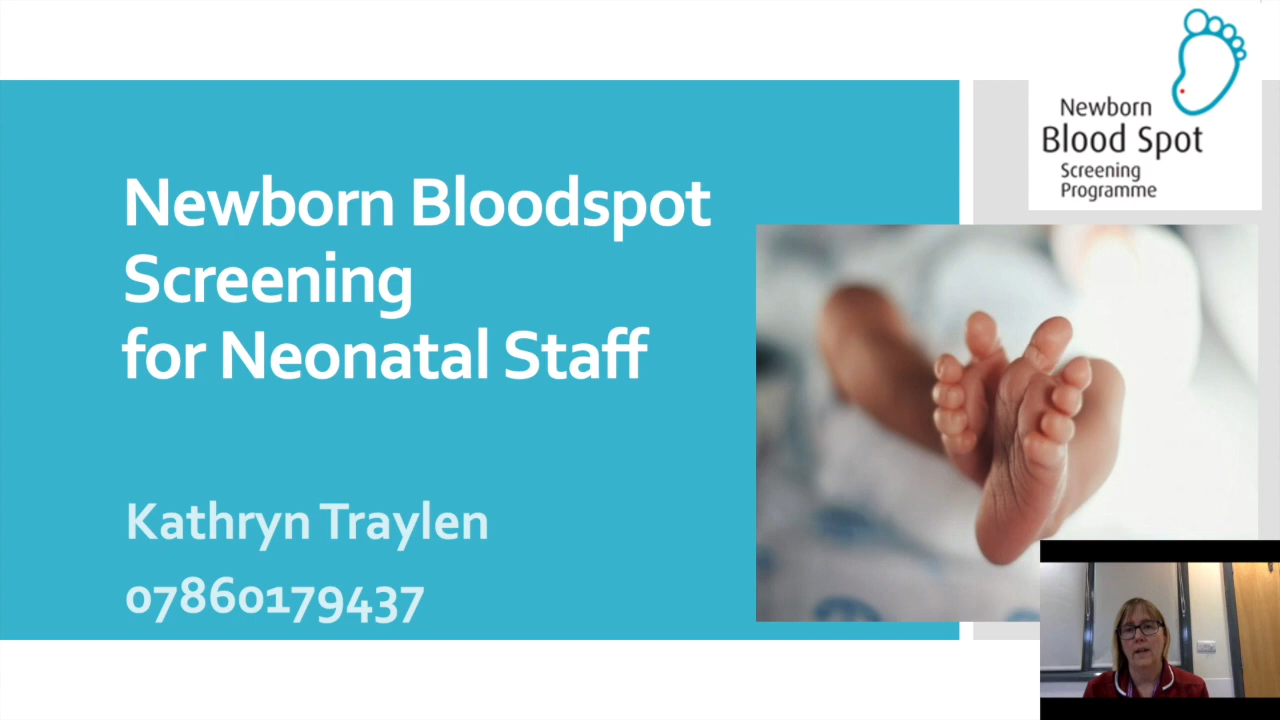 Newborn Bloodspot
Screening
for Neonatal Staff
Kathryn Traylen
07860179437
Newborn
Blood Spot
Screening
Programme